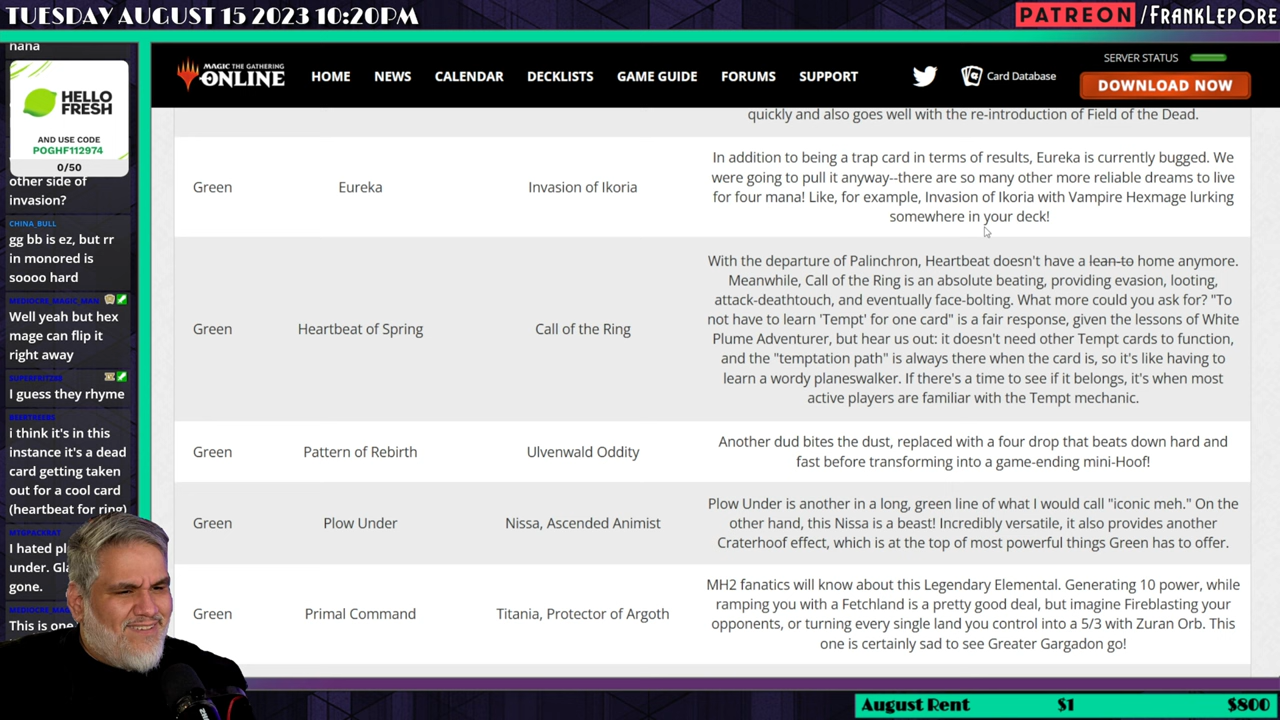 TUESDAY AUGUST 15 2023 10:20PM
PATREON /FRANKLEPORE
nana
HELLO
FRESH
AND USE CODE
POGHF112974
0/50
other side of
invasion?
CHINA_BULL
gg bb is ez, but rr
in monored is
soooo hard
MEDIOCRE_MAGIC_MAN
Well yeah but hex
mage can flip it
right away
I guess they rhyme
i think it's in this
instance it's a dead
card getting taken
out for a cool card
(heartbeat for ring)
MTGPACKRAT
I hated pl
under. Gla
gone.
MEDIOCRE_MA
This is one
MAGIC THE GATHERING
ONLINE
HOME
NEWS
CALENDAR
DECKLISTS
GAME GUIDE
FORUMS
SUPPORT
Card Database
SERVER STATUS
DOWNLOAD NOW
quickly and also goes well with the re-introduction of Field of the Dead.
Green
Eureka
Invasion of Ikoria
In addition to being a trap card in terms of results, Eureka is currently bugged. We
were going to pull it anyway--there are so many other more reliable dreams to live
for four mana! Like, for example, Invasion of Ikoria with Vampire Hexmage lurking
somewhere in your deck!
Green
Heartbeat of Spring
Call of the Ring
With the departure of Palinchron, Heartbeat doesn't have a lean-to home anymore.
Meanwhile, Call of the Ring is an absolute beating, providing evasion, looting,
attack-deathtouch, and eventually face-bolting. What more could you ask for? "To
not have to learn 'Tempt' for one card" is a fair response, given the lessons of White
Plume Adventurer, but hear us out: it doesn't need other Tempt cards to function,
and the "temptation path" is always there when the card is, so it's like having to
learn a wordy planeswalker. If there's a time to see if it belongs, it's when most
active players are familiar with the Tempt mechanic.
Green
Pattern of Rebirth
Ulvenwald Oddity
Another dud bites the dust, replaced with a four drop that beats down hard and
fast before transforming into a game-ending mini-Hoof!
Green
Plow Under
Nissa, Ascended Animist
Plow Under is another in a long, green line of what I would call "iconic meh." On the
other hand, this Nissa is a beast! Incredibly versatile, it also provides another
Craterhoof effect, which is at the top of most powerful things Green has to offer.
Green
Primal Command
Titania, Protector of Argoth
MH2 fanatics will know about this Legendary Elemental. Generating 10 power, while
ramping you with a Fetchland is a pretty good deal, but imagine Fireblasting your
opponents, or turning every single land you control into a 5/3 with Zuran Orb. This
one is certainly sad to see Greater Gargadon go!
August Rent $1 $800